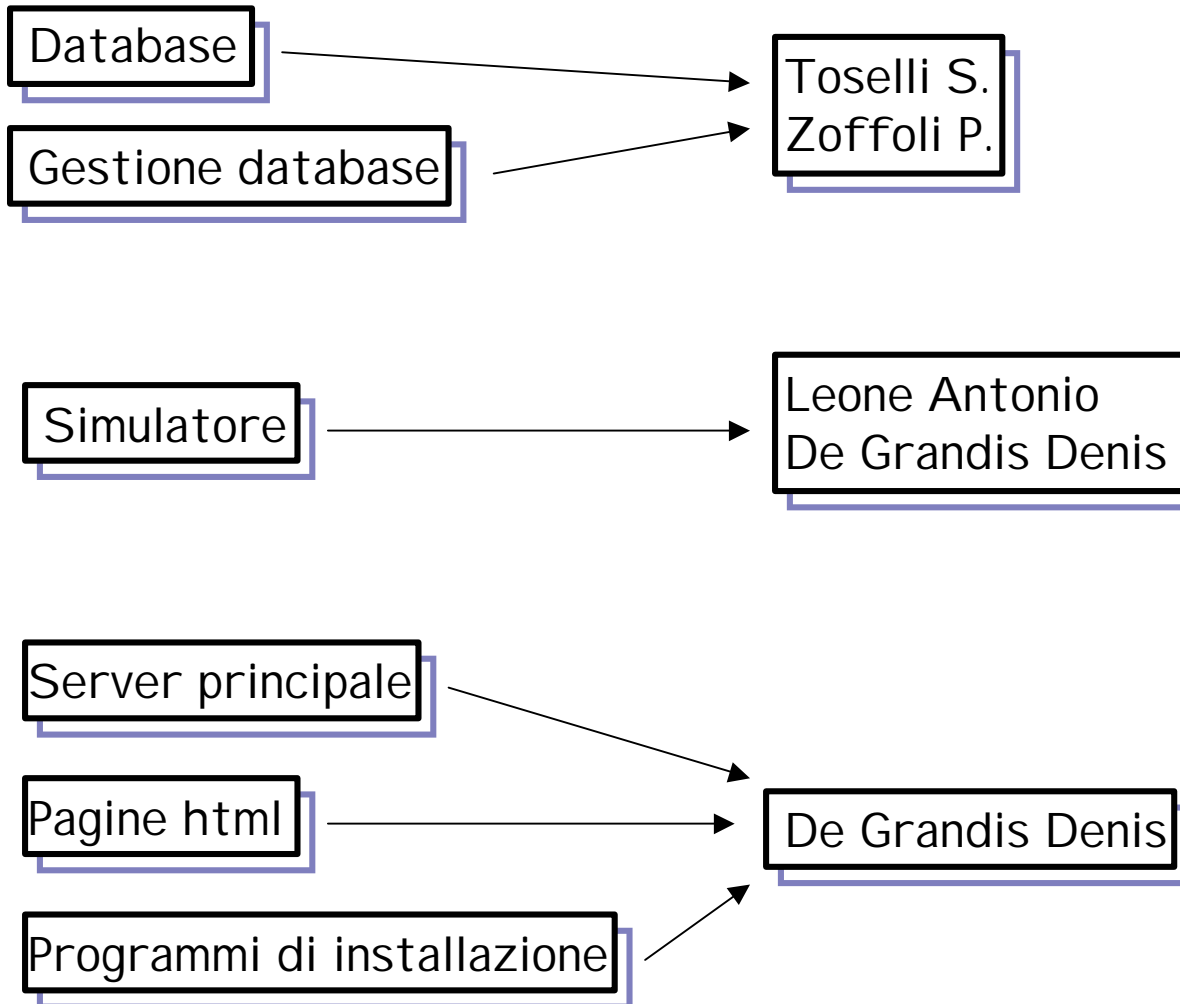 Database
Toselli S.
Zoffoli P.
Gestione database
Simulatore
Leone Antonio
De Grandis Denis
Server principale
Pagine html
De Grandis Denis
Programmi di installazione